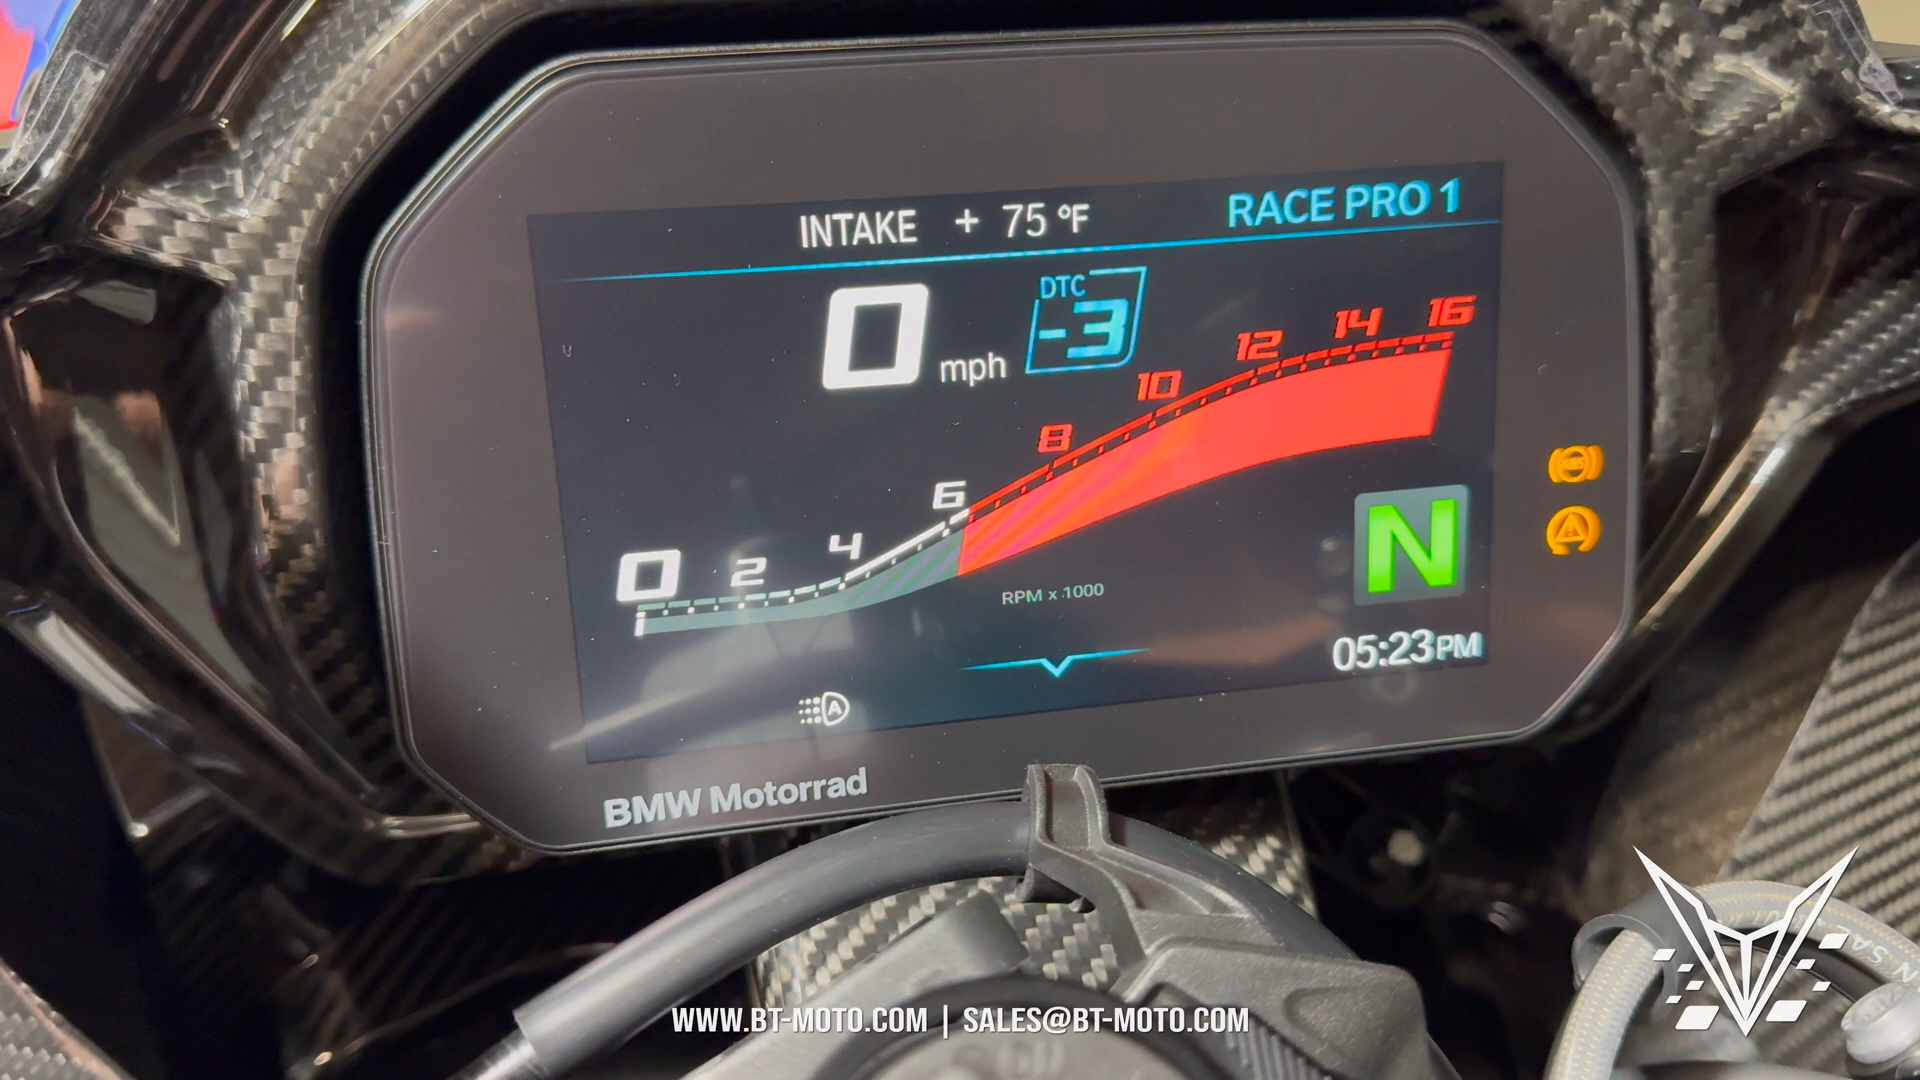 INTAKE + 75 °F
RACE PRO 1
0 mph
DTC
-3
0 2 4 6 8 10 12 14 16
RPM x 1000
N
05:23PM
A
BMW Motorrad
WWW.BT-MOTO.COM | SALES@BT-MOTO.COM